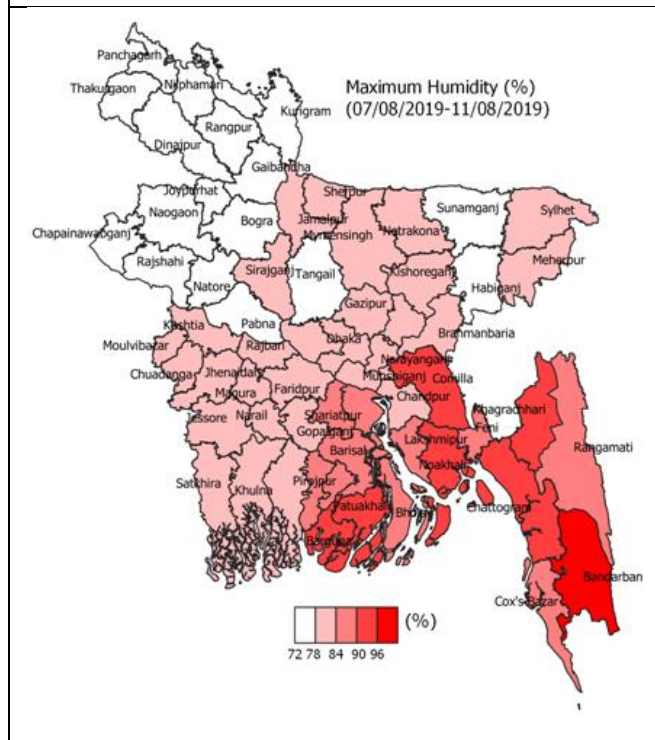 Panchagarh
Maximum Humidity (%)
Thakurgaon
Nilphamari
(07/08/2019-11/08/2019)
Kurigram
Rangpur
Dinajpur
Gaibandha
Joypurhat
Sherpur
Naogaon
Bogra
Jamalpur
Sunamganj
Sylhet
Chapainawabganj
Mymensingh
Netrakona
Rajshahi
Sirajganj
Tangail
Kishoreganj
Meherpur
Natore
Habiganj
Gazipur
Pabna
Kushtia
Brahmanbaria
Moulvibazar
Rajbari
Dhaka
Narayanganj
Chuadanga
Jhenaidah
Munshiganj
Comilla
Magura
Faridpur
Chandpur
Jessore
Narail
Shariatpur
Khagrachhari
Gopalganj
Feni
Lakshmipur
Rangamati
Barisal
Noakhali
Satkhira
Khulna
Pirojpur
Patuakhali
Bhola
Chattogram
Barguna
Bandarban
Cox's Bazar
(%)
72 78 84 90 96